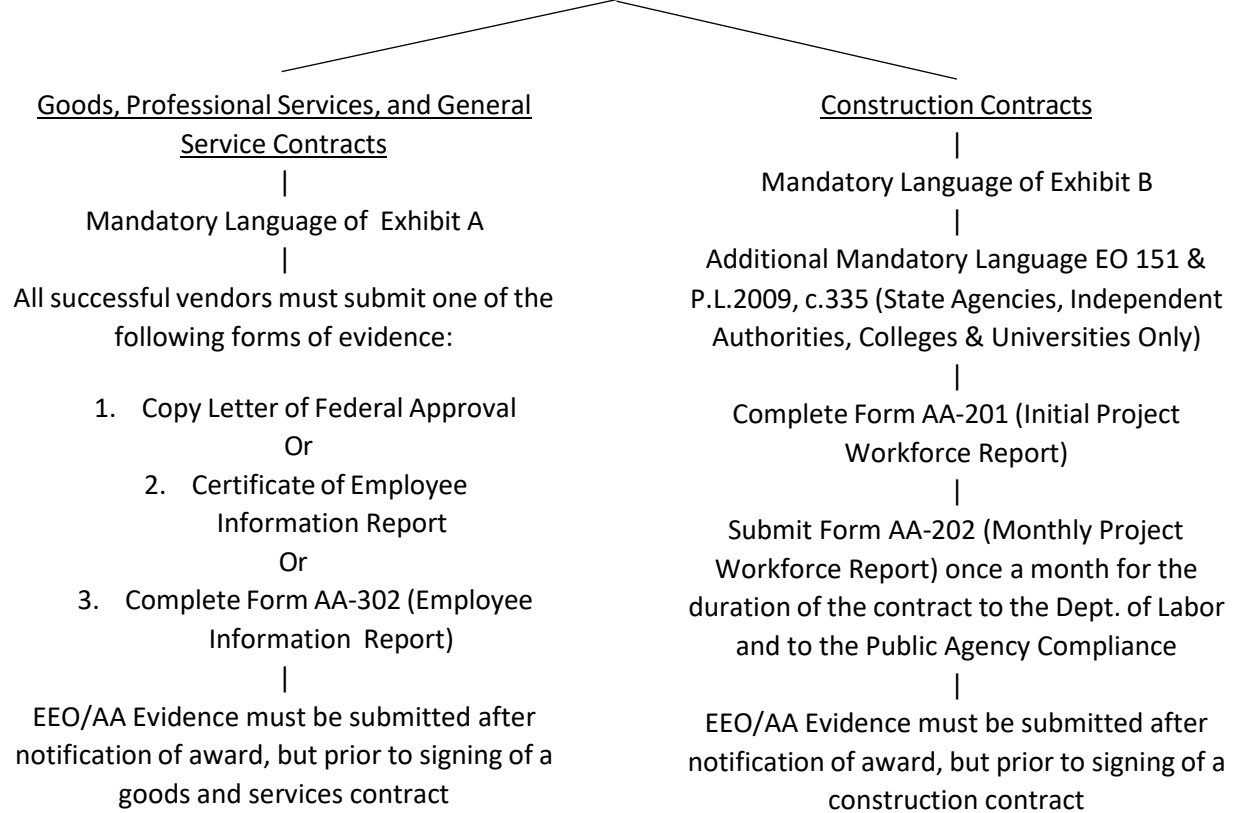 Goods, Professional Services, and General
Service Contracts
|
Mandatory Language of Exhibit A
|
All successful vendors must submit one of the
following forms of evidence:
1. Copy Letter of Federal Approval
Or
2. Certificate of Employee
Information Report
Or
3. Complete Form AA-302 (Employee
Information Report)
|
EEO/AA Evidence must be submitted after
notification of award, but prior to signing of a
goods and services contract
Construction Contracts
|
Mandatory Language of Exhibit B
|
Additional Mandatory Language EO 151 &
P.L.2009, c.335 (State Agencies, Independent
Authorities, Colleges & Universities Only)
|
Complete Form AA-201 (Initial Project
Workforce Report)
|
Submit Form AA-202 (Monthly Project
Workforce Report) once a month for the
duration of the contract to the Dept. of Labor
and to the Public Agency Compliance
|
EEO/AA Evidence must be submitted after
notification of award, but prior to signing of a
construction contract